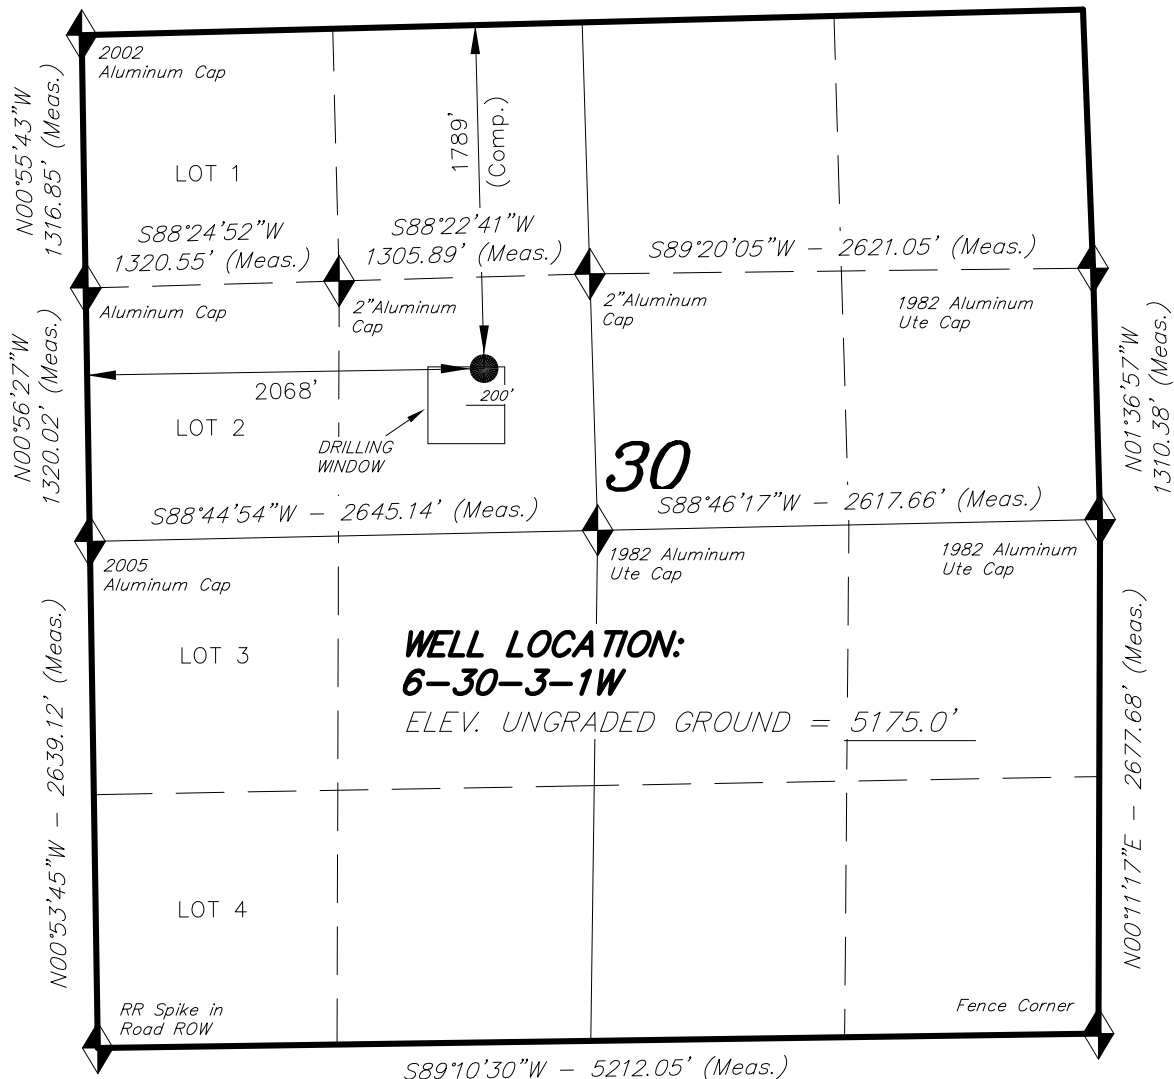 2002
Aluminum Cap
N00°55'43"W
1316.85' (Meas.)
LOT 1
1789'
(Comp.)
S88°24'52"W
1320.55' (Meas.)
S88°22'41"W
1305.89' (Meas.)
S89°20'05"W - 2621.05' (Meas.)
Aluminum Cap
2"Aluminum
Cap
2"Aluminum
Cap
1982 Aluminum
Ute Cap
N00°56'27"W
1320.02' (Meas.)
N01°36'57"W
1310.38' (Meas.)
2068'
200'
LOT 2
DRILLING
WINDOW
30
S88°44'54"W - 2645.14' (Meas.)
S88°46'17"W - 2617.66' (Meas.)
2005
Aluminum Cap
1982 Aluminum
Ute Cap
1982 Aluminum
Ute Cap
N00°53'45"W - 2639.12' (Meas.)
LOT 3
WELL LOCATION:
6-30-3-1W
ELEV. UNGRADED GROUND = 5175.0'
N00°11'17"E - 2677.68' (Meas.)
LOT 4
RR Spike in
Road ROW
Fence Corner
S89°10'30"W - 5212.05' (Meas.)